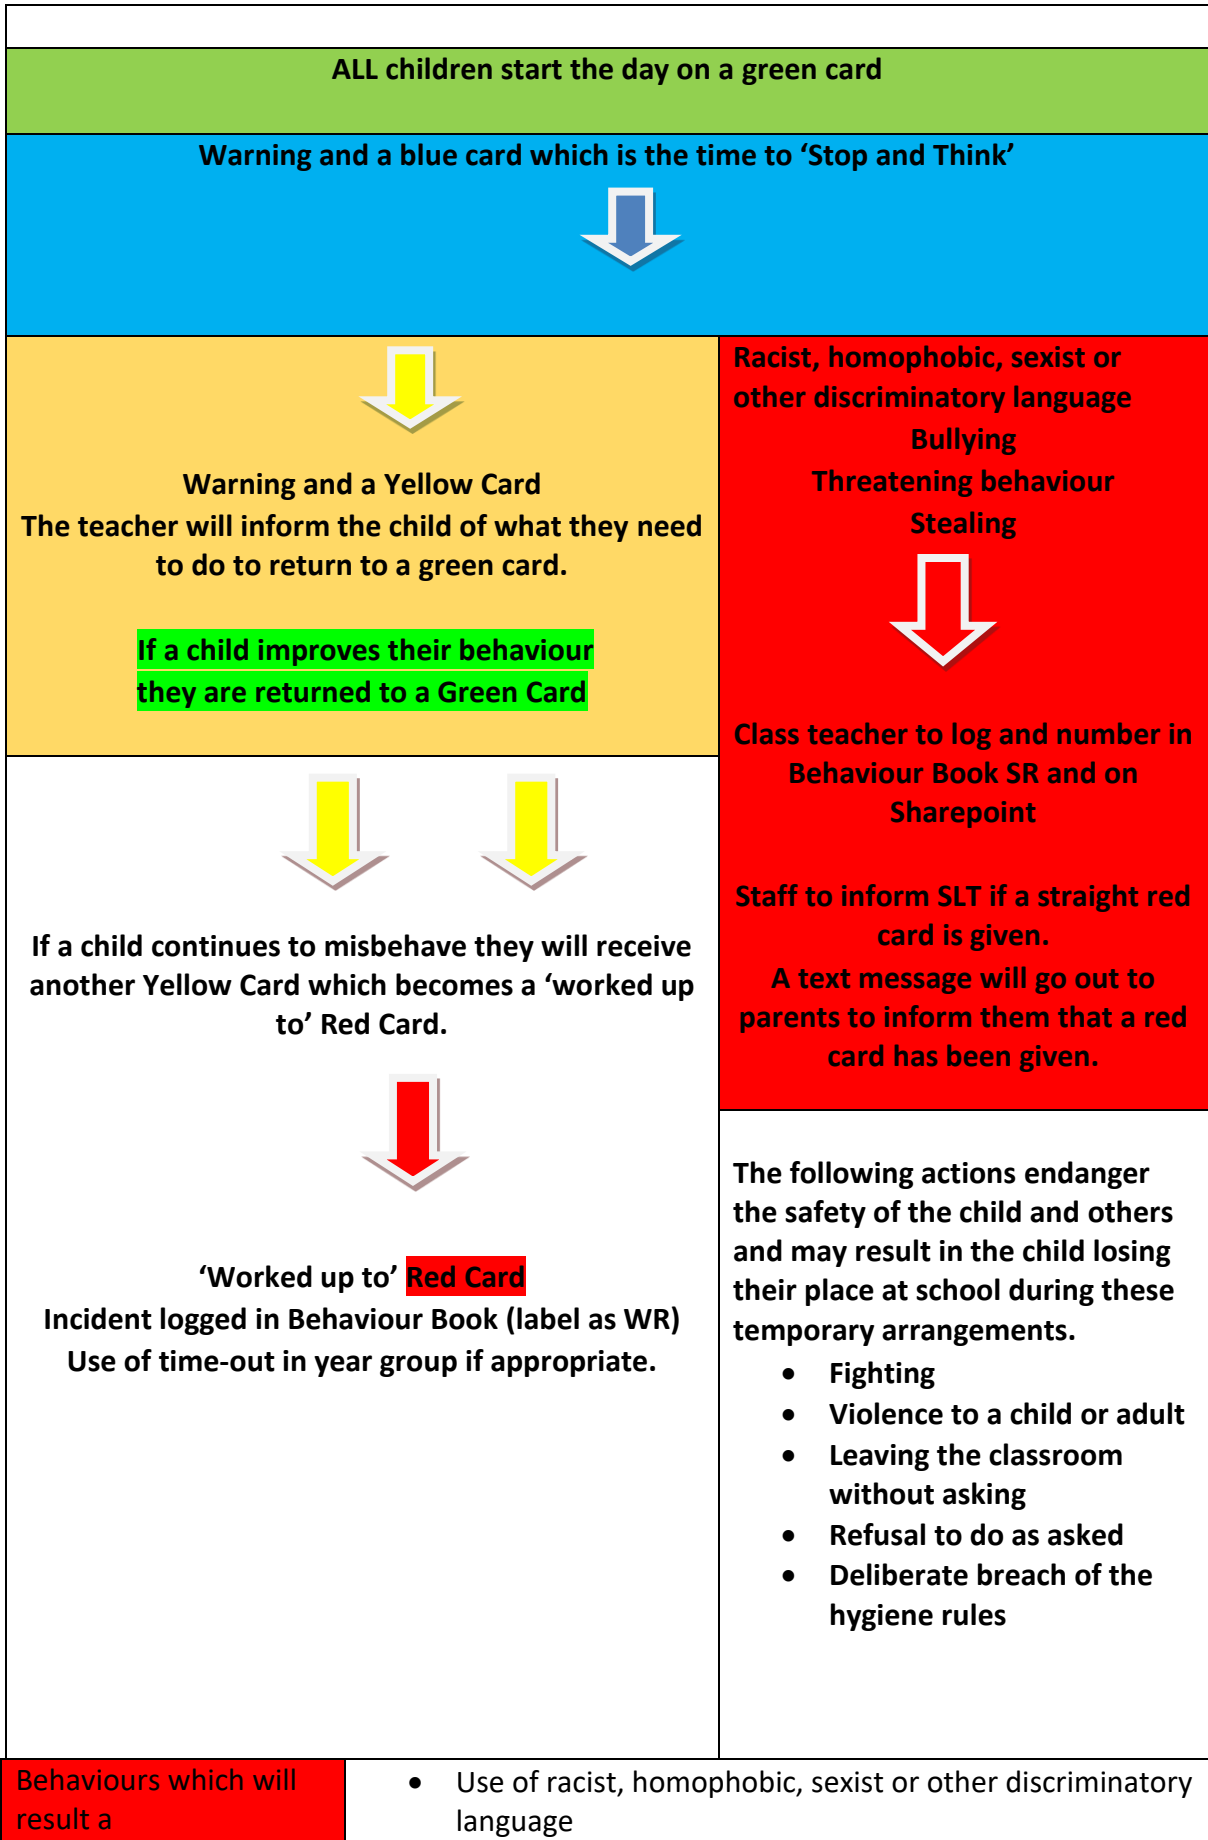 ALL children start the day on a green card
Warning and a blue card which is the time to ‘Stop and Think’
Warning and a Yellow Card
The teacher will inform the child of what they need
to do to return to a green card.
If a child improves their behaviour
they are returned to a Green Card
If a child continues to misbehave they will receive
another Yellow Card which becomes a ‘worked up
to’ Red Card.
‘Worked up to’ Red Card
Incident logged in Behaviour Book (label as WR)
Use of time-out in year group if appropriate.
Racist, homophobic, sexist or
other discriminatory language
Bullying
Threatening behaviour
Stealing
Class teacher to log and number in
Behaviour Book SR and on
Sharepoint
Staff to inform SLT if a straight red
card is given.
A text message will go out to
parents to inform them that a red
card has been given.
The following actions endanger
the safety of the child and others
and may result in the child losing
their place at school during these
temporary arrangements.
• Fighting
• Violence to a child or adult
• Leaving the classroom
without asking
• Refusal to do as asked
• Deliberate breach of the
hygiene rules
Behaviours which will
result a
• Use of racist, homophobic, sexist or other discriminatory
language